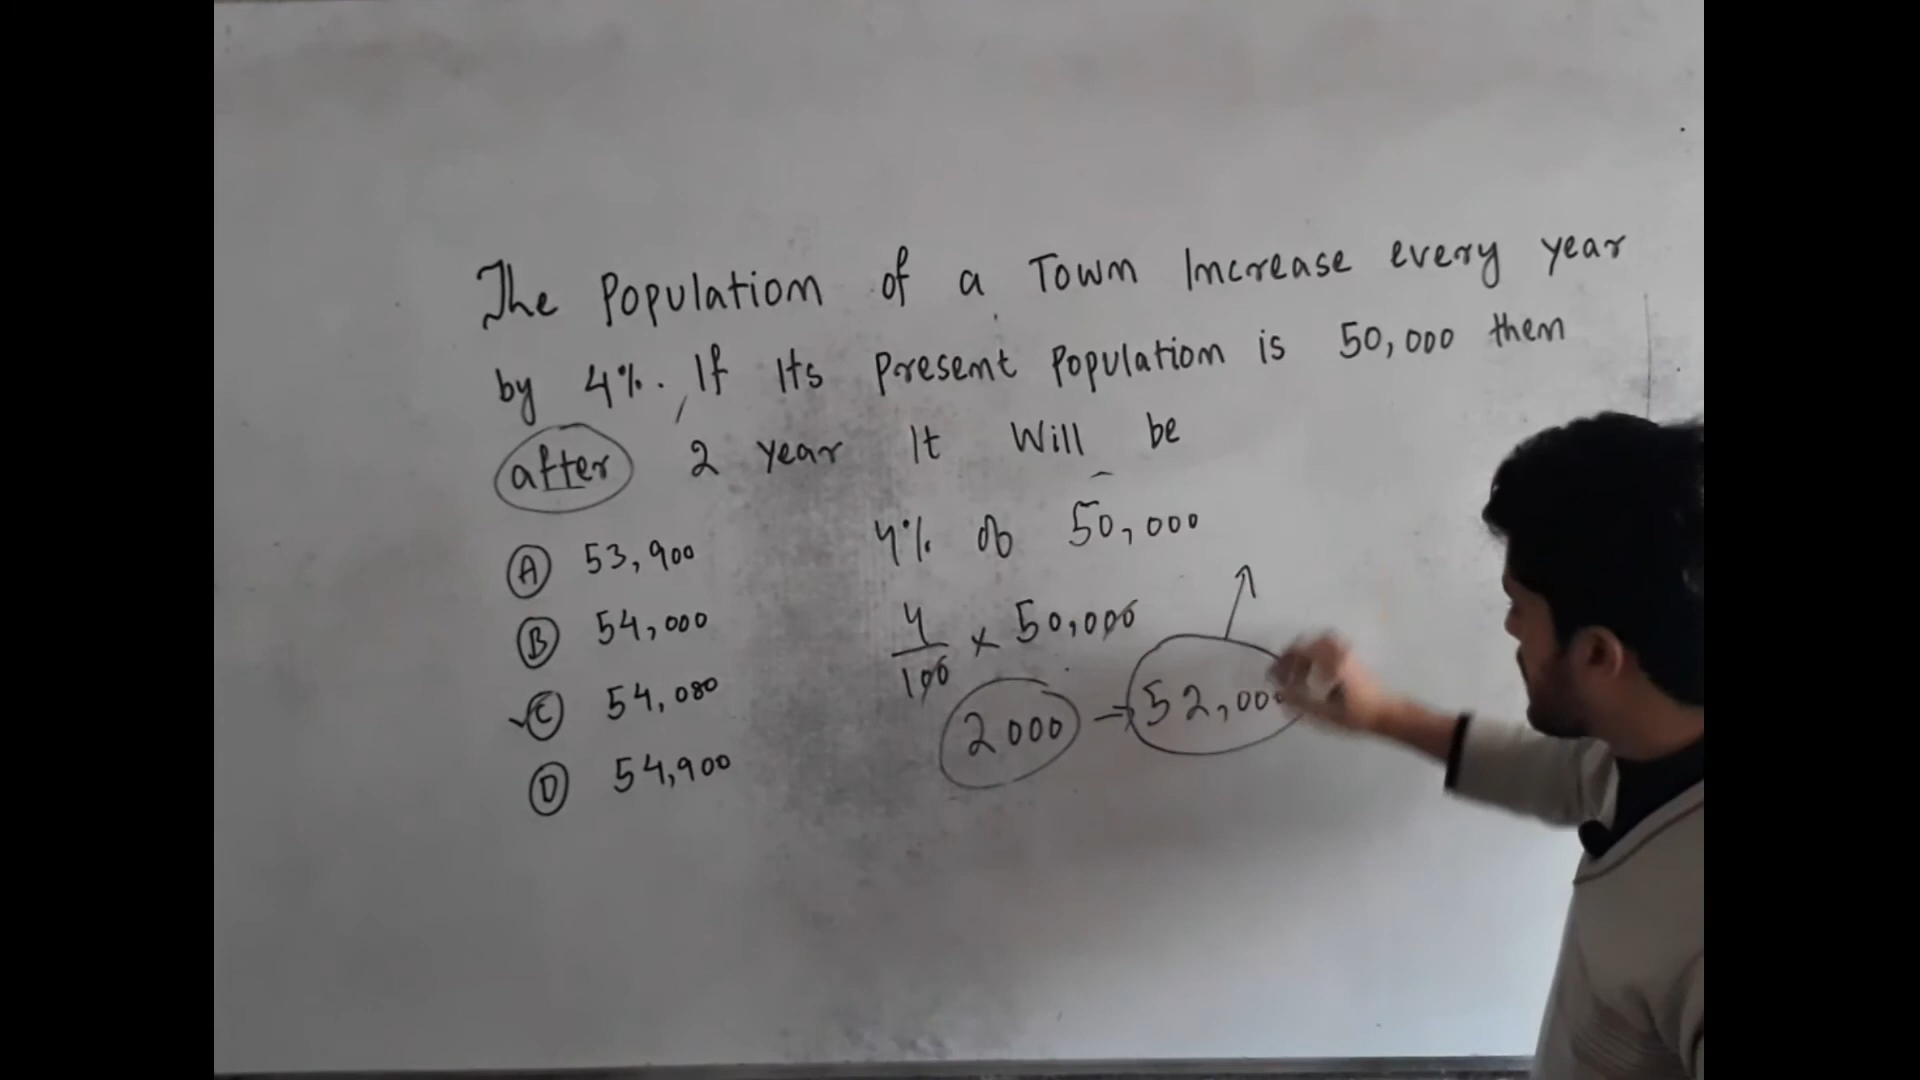 The Population of a Town Increase every year
by 4%. If Its Present Population is 50,000 then
after 2 year It Will be
A 53,900
B 54,000
C 54,080
D 54,900
4% of 50,000
4/100 x 50,000
2000 → 52,000